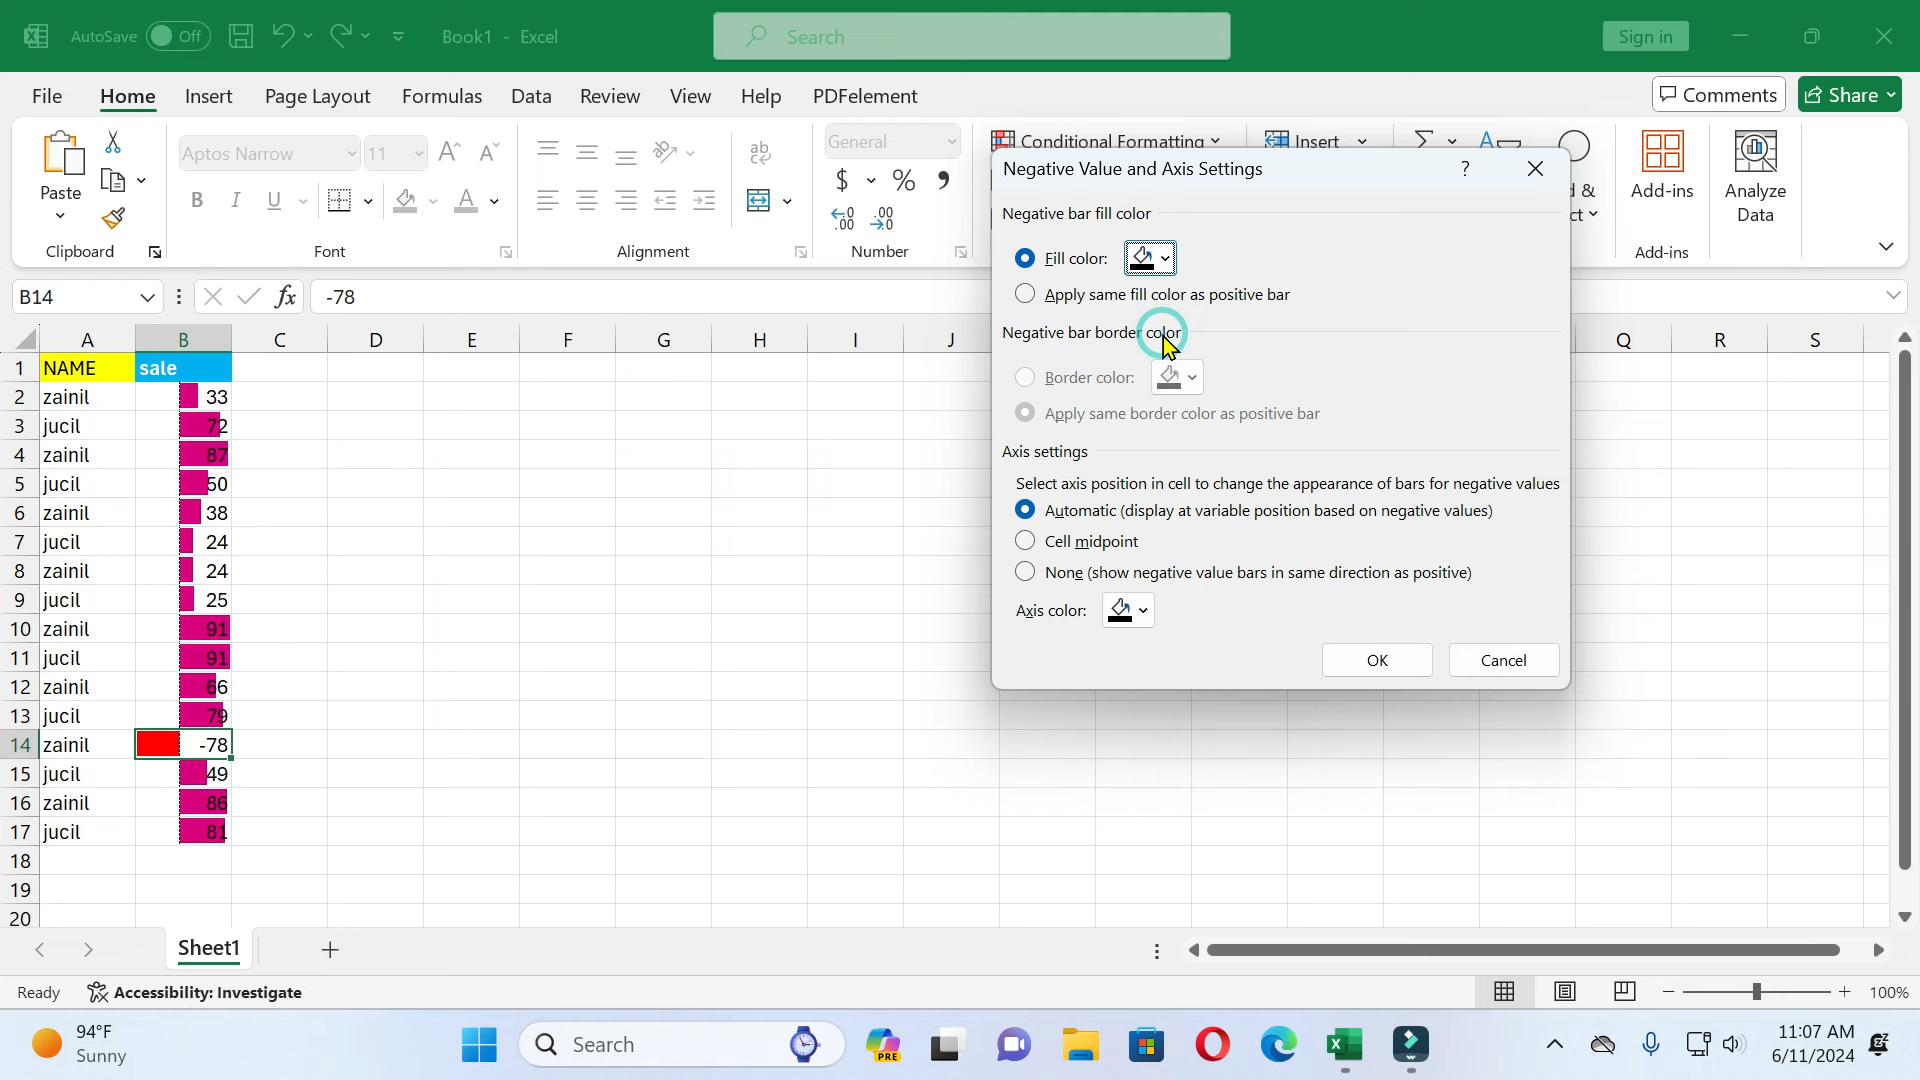 AutoSave Off Book1 - Excel Search Sign in
File Home Insert Page Layout Formulas Data Review View Help PDFelement Comments Share
Paste Aptos Narrow 11 General Conditional Formatting Insert Add-ins Analyze Data
Clipboard Font Alignment Number Add-ins
B14 fx -78
A B C D E F G H I J Q R S
1 NAME sale
2 zainil 33
3 jucil 72
4 zainil 87
5 jucil 50
6 zainil 38
7 jucil 24
8 zainil 24
9 jucil 25
10 zainil 91
11 jucil 91
12 zainil 66
13 jucil 79
14 zainil -78
15 jucil 49
16 zainil 86
17 jucil 81
18
19
20
Negative Value and Axis Settings ?
Negative bar fill color
Fill color:
Apply same fill color as positive bar
Negative bar border color
Border color:
Apply same border color as positive bar
Axis settings
Select axis position in cell to change the appearance of bars for negative values
Automatic (display at variable position based on negative values)
Cell midpoint
None (show negative value bars in same direction as positive)
Axis color:
OK Cancel
Sheet1
Ready Accessibility: Investigate 100%
94°F
Sunny
Search
PRE
11:07 AM
6/11/2024